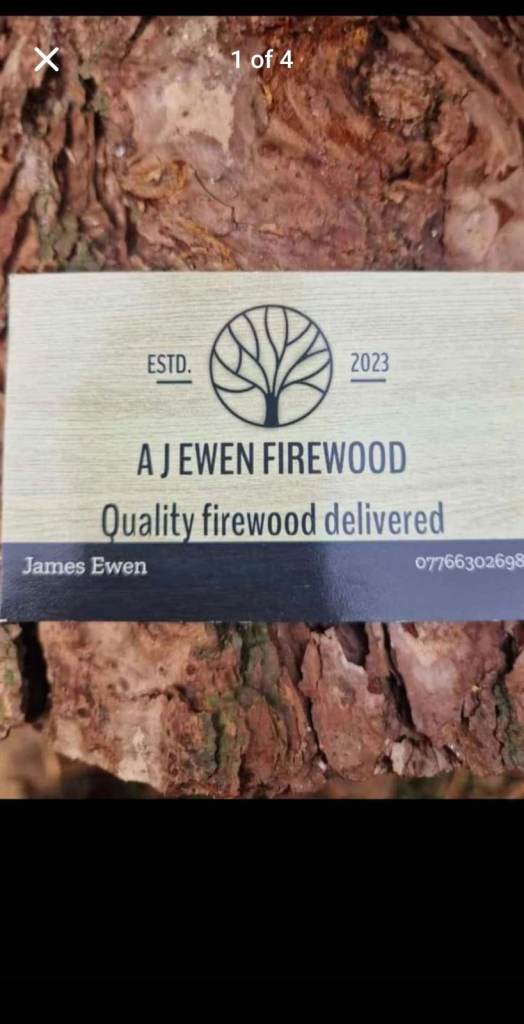 1 of 4
ESTD. 2023
A J EWEN FIREWOOD
Quality firewood delivered
James Ewen 07766302698